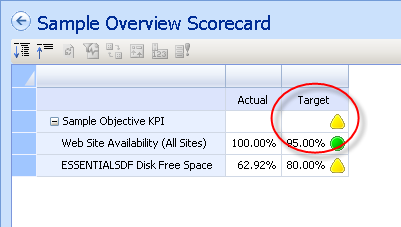 Sample Overview Scorecard
Actual Target
Sample Objective KPI
Web Site Availability (All Sites) 100.00% 95.00%
ESSENTIALSDF Disk Free Space 62.92% 80.00%